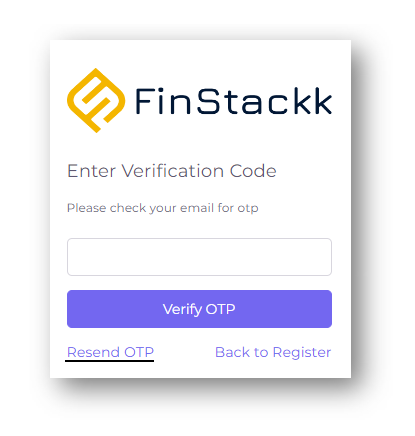 FinStackk
Enter Verification Code
Please check your email for otp
Verify OTP
Resend OTP
Back to Register